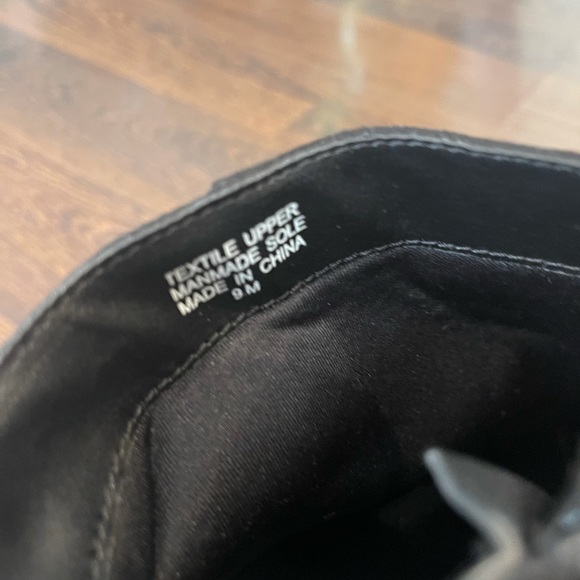 TEXTILE UPPER
MANMADE SOLE
MADE IN CHINA
9 M